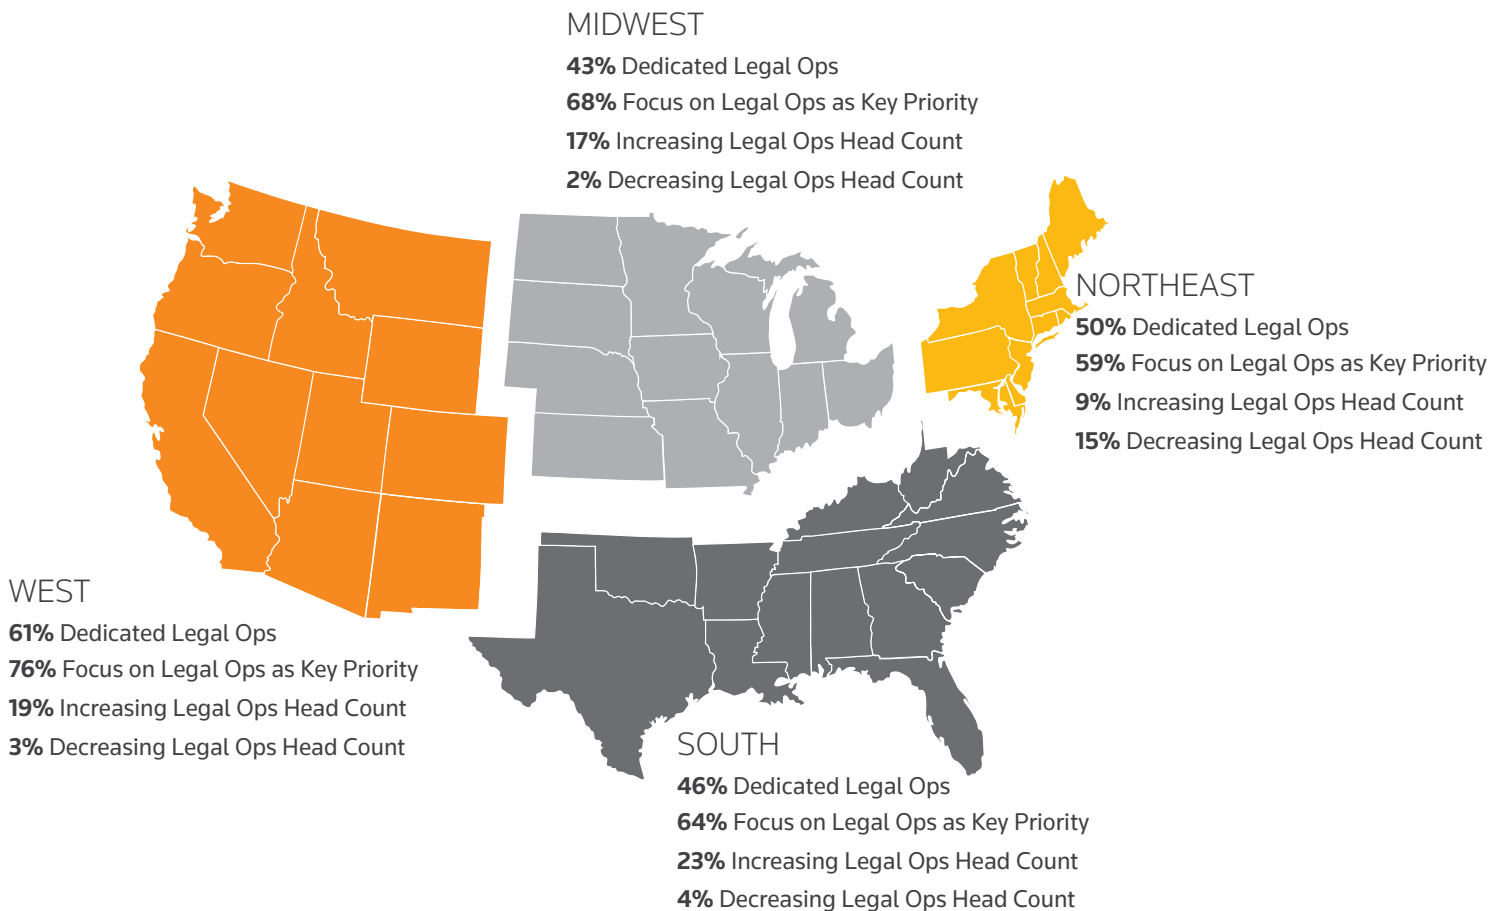 MIDWEST
43% Dedicated Legal Ops
68% Focus on Legal Ops as Key Priority
17% Increasing Legal Ops Head Count
2% Decreasing Legal Ops Head Count
NORTHEAST
50% Dedicated Legal Ops
59% Focus on Legal Ops as Key Priority
9% Increasing Legal Ops Head Count
15% Decreasing Legal Ops Head Count
WEST
61% Dedicated Legal Ops
76% Focus on Legal Ops as Key Priority
19% Increasing Legal Ops Head Count
3% Decreasing Legal Ops Head Count
SOUTH
46% Dedicated Legal Ops
64% Focus on Legal Ops as Key Priority
23% Increasing Legal Ops Head Count
4% Decreasing Legal Ops Head Count